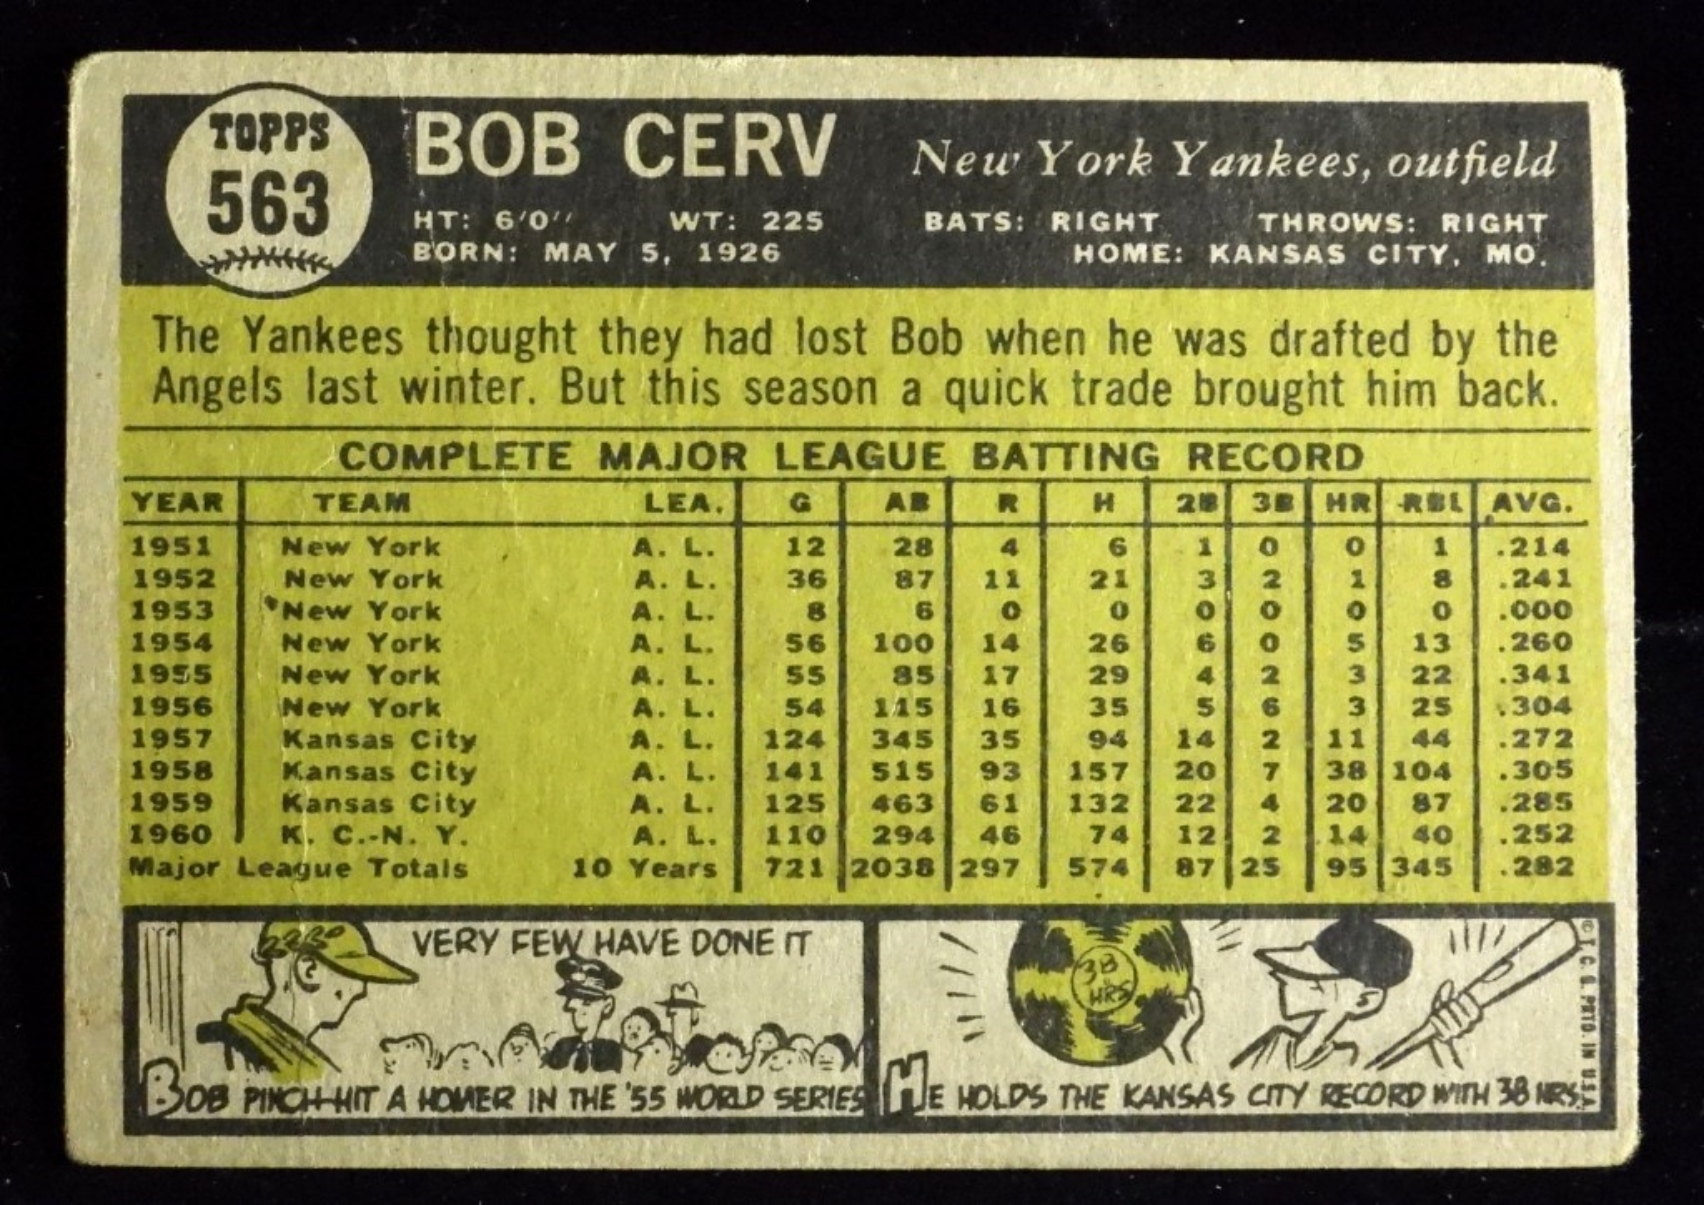 TOPPS
563
BOB CERV
New York Yankees, outfield
HT: 6'0'' WT: 225 BATS: RIGHT THROWS: RIGHT
BORN: MAY 5, 1926 HOME: KANSAS CITY, MO.
The Yankees thought they had lost Bob when he was drafted by the
Angels last winter. But this season a quick trade brought him back.
COMPLETE MAJOR LEAGUE BATTING RECORD
YEAR TEAM LEA. G AB R H 2B 3B HR RBI AVG.
1951 New York A. L. 12 28 4 6 1 0 0 1 .214
1952 New York A. L. 36 87 11 21 3 2 1 8 .241
1953 *New York A. L. 8 6 0 0 0 0 0 0 .000
1954 New York A. L. 56 100 14 26 6 0 5 13 .260
1955 New York A. L. 55 85 17 29 4 2 3 22 .341
1956 New York A. L. 54 115 16 35 5 6 3 25 .304
1957 Kansas City A. L. 124 345 35 94 14 2 11 44 .272
1958 Kansas City A. L. 141 515 93 157 20 7 38 104 .305
1959 Kansas City A. L. 125 463 61 132 22 4 20 87 .285
1960 K. C.-N. Y. A. L. 110 294 46 74 12 2 14 40 .252
Major League Totals 10 Years 721 2038 297 574 87 25 95 345 .282
VERY FEW HAVE DONE IT
BOB PINCH-HIT A HOMER IN THE '55 WORLD SERIES
38
HRS
HE HOLDS THE KANSAS CITY RECORD WITH 38 HRS.
© T. C. G. PRTD. IN U.S.A.